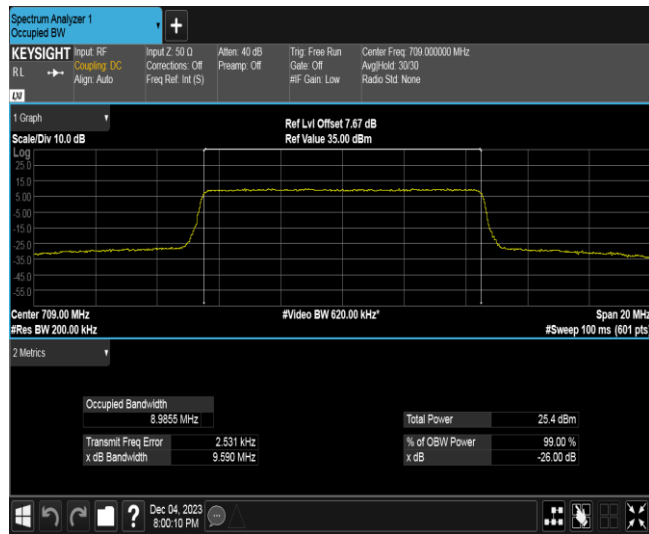 Spectrum Analyzer 1
Occupied BW
+
KEYSIGHT
RL
LXI
Input: RF
Coupling: DC
Align: Auto
Input Z: 50 Ω
Corrections: Off
Freq Ref: Int (S)
Atten: 40 dB
Preamp: Off
Trig: Free Run
Gate: Off
#IF Gain: Low
Center Freq: 709.000000 MHz
Avg|Hold: 30/30
Radio Std: None
1 Graph
Scale/Div 10.0 dB
Ref Lvl Offset 7.67 dB
Ref Value 35.00 dBm
Log
25.0
15.0
5.00
-5.00
-15.0
-25.0
-35.0
-45.0
-55.0
Center 709.00 MHz
#Video BW 620.00 kHz*
Span 20 MHz
#Res BW 200.00 kHz
#Sweep 100 ms (601 pts)
2 Metrics
Occupied Bandwidth
8.9855 MHz
Total Power 25.4 dBm
Transmit Freq Error 2.531 kHz
% of OBW Power 99.00 %
x dB Bandwidth 9.590 MHz
x dB -26.00 dB
?
Dec 04, 2023
8:00:10 PM